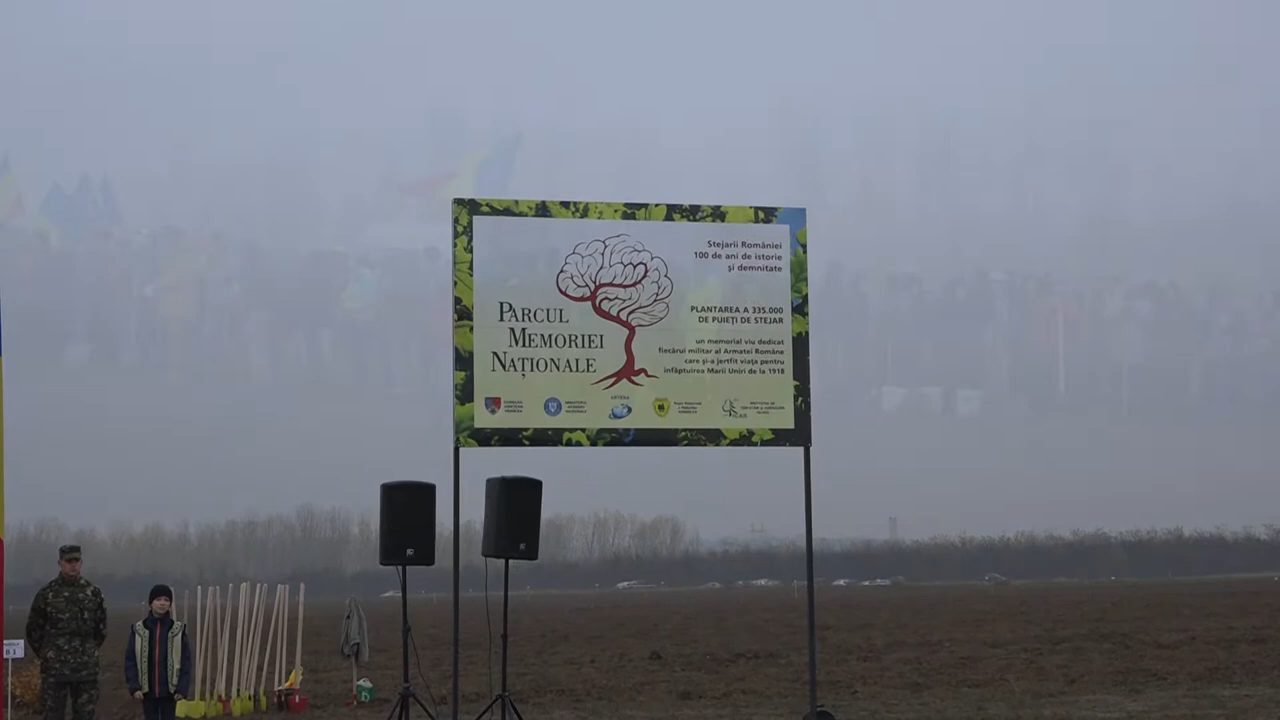 Stejarii României
100 de ani de istorie
și demnitate
PARCUL
MEMORIEI
NAȚIONALE
PLANTAREA A 335.000
DE PUIEȚI DE STEJAR
un memorial viu dedicat
fiecărui militar al Armatei Române
care și-a jertfit viața pentru
înfăptuirea Marii Uniri de la 1918
ICAS